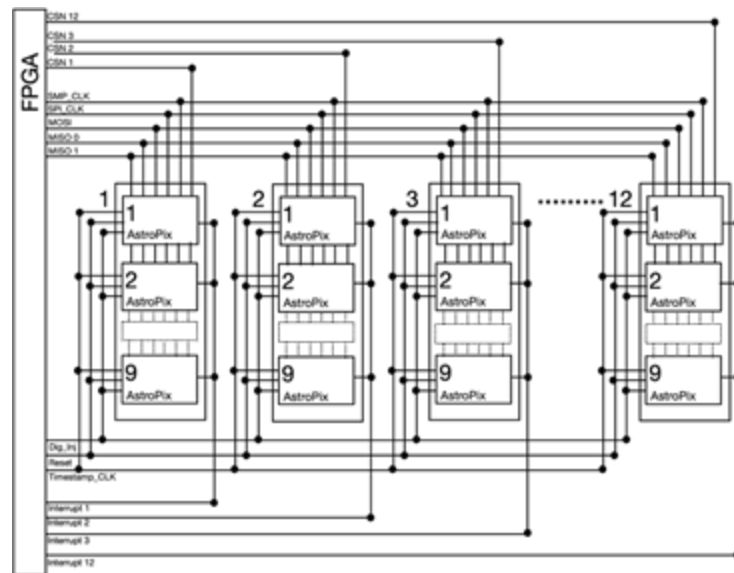 FPGA
CSN 12
CSN 3
CSN 2
CSN 1
SMP_CLK
SPI_CLK
MOSI
MISO 0
MISO 1
1
2
3
12
1
AstroPix
1
AstroPix
1
AstroPix
1
AstroPix
2
AstroPix
2
AstroPix
2
AstroPix
2
AstroPix
9
AstroPix
9
AstroPix
9
AstroPix
9
AstroPix
Dig_Inj
Reset
Timestamp_CLK
Interrupt 1
Interrupt 2
Interrupt 3
Interrupt 12